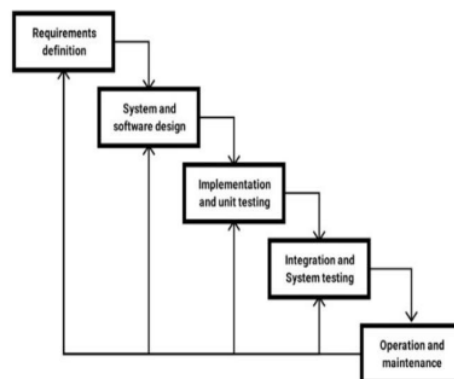 Requirements
definition
System and
software design
Implementation
and unit testing
Integration and
System testing
Operation and
maintenance